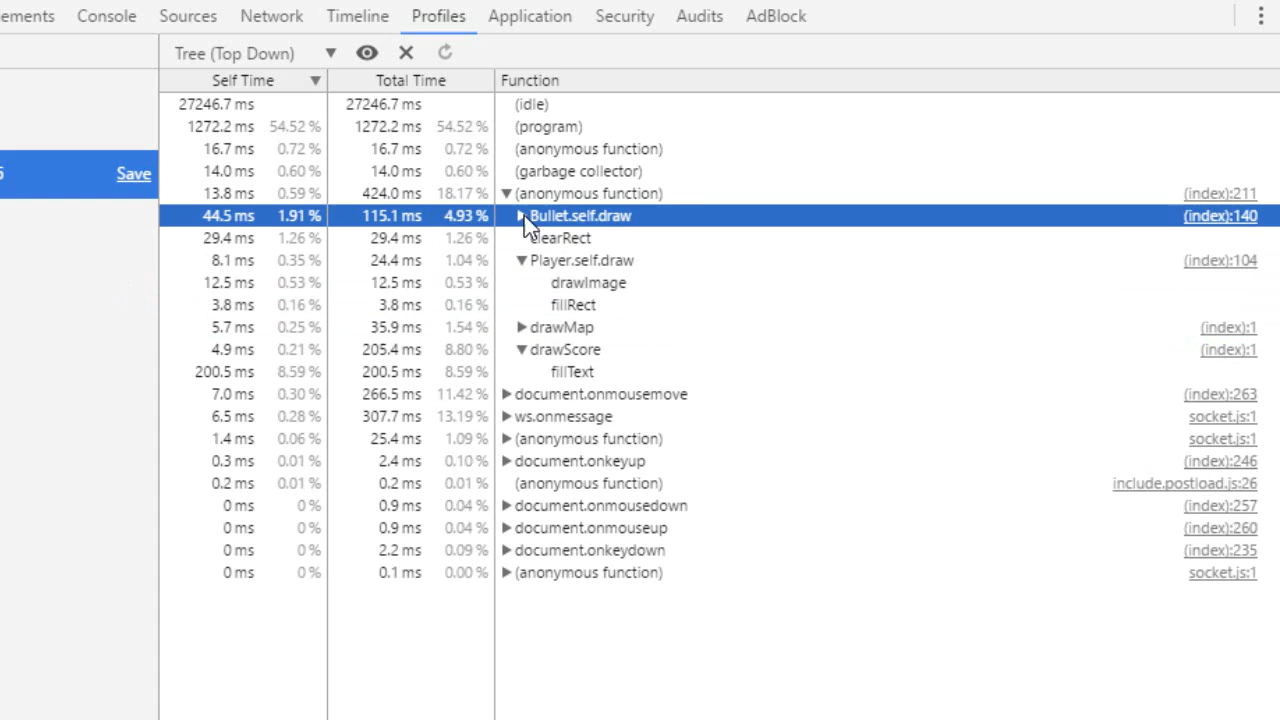 ements Console Sources Network Timeline Profiles Application Security Audits AdBlock
Tree (Top Down)
Self Time Total Time Function
27246.7 ms 27246.7 ms (idle)
1272.2 ms 54.52 % 1272.2 ms 54.52 % (program)
16.7 ms 0.72 % 16.7 ms 0.72 % (anonymous function)
14.0 ms 0.60 % 14.0 ms 0.60 % (garbage collector)
6 Save
13.8 ms 0.59 % 424.0 ms 18.17 % (anonymous function) (index):211
44.5 ms 1.91 % 115.1 ms 4.93 % Bullet.self.draw (index):140
29.4 ms 1.26 % 29.4 ms 1.26 % clearRect
8.1 ms 0.35 % 24.4 ms 1.04 % Player.self.draw (index):104
12.5 ms 0.53 % 12.5 ms 0.53 % drawImage
3.8 ms 0.16 % 3.8 ms 0.16 % fillRect
5.7 ms 0.25 % 35.9 ms 1.54 % drawMap (index):1
4.9 ms 0.21 % 205.4 ms 8.80 % drawScore (index):1
200.5 ms 8.59 % 200.5 ms 8.59 % fillText
7.0 ms 0.30 % 266.5 ms 11.42 % document.onmousemove (index):263
6.5 ms 0.28 % 307.7 ms 13.19 % ws.onmessage socket.js:1
1.4 ms 0.06 % 25.4 ms 1.09 % (anonymous function) socket.js:1
0.3 ms 0.01 % 2.4 ms 0.10 % document.onkeyup (index):246
0.2 ms 0.01 % 0.2 ms 0.01 % (anonymous function) include.postload.js:26
0 ms 0 % 0.9 ms 0.04 % document.onmousedown (index):257
0 ms 0 % 0.9 ms 0.04 % document.onmouseup (index):260
0 ms 0 % 2.2 ms 0.09 % document.onkeydown (index):235
0 ms 0 % 0.1 ms 0.00 % (anonymous function) socket.js:1